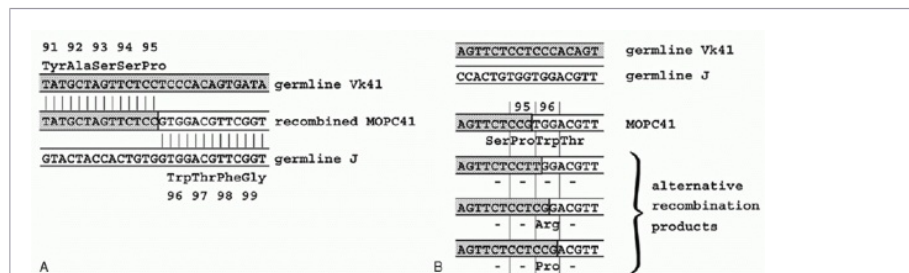 91 92 93 94 95
TyrAlaSerSerPro
TATGCTAGTTCTCCTCCCACAGTGATA germline Vk41
TATGCTAGTTCTCCGTGGACGTTCGGT recombined MOPC41
GTACTACCACTGTGGTGGACGTTCGGT germline J
TrpThrPheGly
96 97 98 99
A
AGTTCTCCTCCCACAGT germline Vk41
CCACTGTGGTGGACGTT germline J
95 96
AGTTCTCCGTGGACGTT MOPC41
SerProTrpThr
AGTTCTCCTTGGACGTT
- - - -
AGTTCTCCTCGGACGTT
- - Arg -
AGTTCTCCTCCGACGTT
- - Pro -
alternative
recombination
products
B